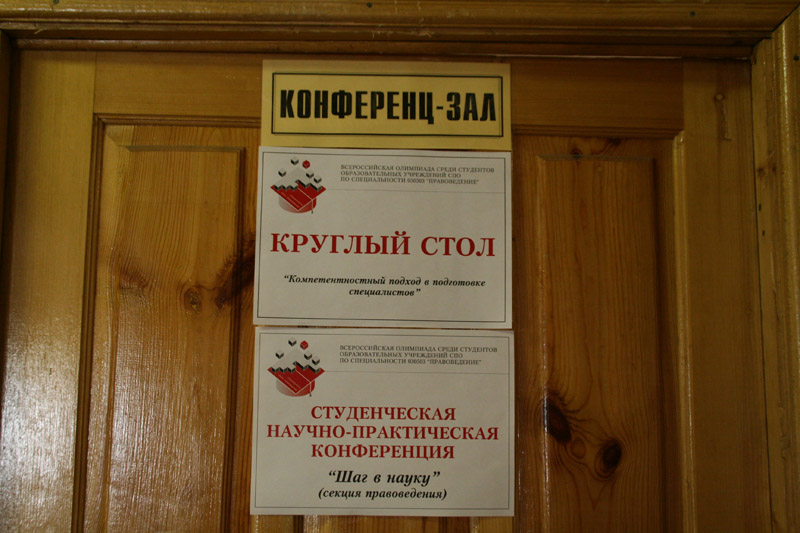 КОНФЕРЕНЦ-ЗАЛ
ВСЕРОССИЙСКАЯ ОЛИМПИАДА СРЕДИ СТУДЕНТОВ
ОБРАЗОВАТЕЛЬНЫХ УЧРЕЖДЕНИЙ СПО
ПО СПЕЦИАЛЬНОСТИ 030503 "ПРАВОВЕДЕНИЕ"
КРУГЛЫЙ СТОЛ
"Компетентностный подход в подготовке
специалистов"
ВСЕРОССИЙСКАЯ ОЛИМПИАДА СРЕДИ СТУДЕНТОВ
ОБРАЗОВАТЕЛЬНЫХ УЧРЕЖДЕНИЙ СПО
ПО СПЕЦИАЛЬНОСТИ 030503 "ПРАВОВЕДЕНИЕ"
СТУДЕНЧЕСКАЯ
НАУЧНО-ПРАКТИЧЕСКАЯ
КОНФЕРЕНЦИЯ
"Шаг в науку"
(секция правоведения)